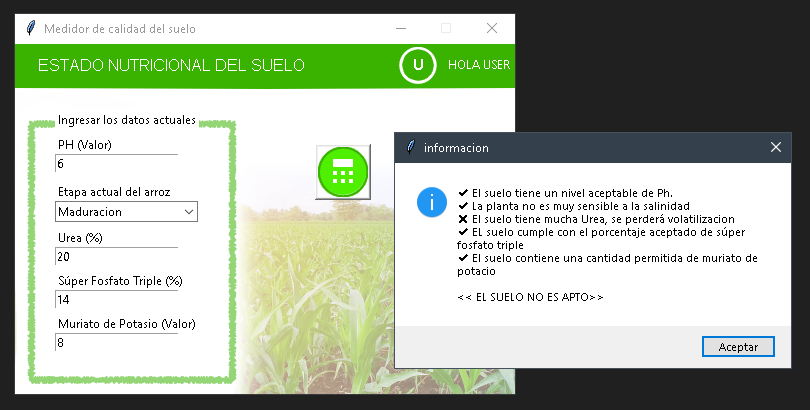 Medidor de calidad del suelo
ESTADO NUTRICIONAL DEL SUELO
U
HOLA USER
Ingresar los datos actuales
PH (Valor)
6
Etapa actual del arroz
Maduracion
Urea (%)
20
Súper Fosfato Triple (%)
14
Muriato de Potasio (Valor)
8
informacion
i
✔ El suelo tiene un nivel aceptable de Ph.
✔ La planta no es muy sensible a la salinidad
✖ El suelo tiene mucha Urea, se perderá volatilizacion
✔ EL suelo cumple con el porcentaje aceptado de súper
fosfato triple
✔ El suelo contiene una cantidad permitida de muriato de
potacio
<< EL SUELO NO ES APTO>>
Aceptar